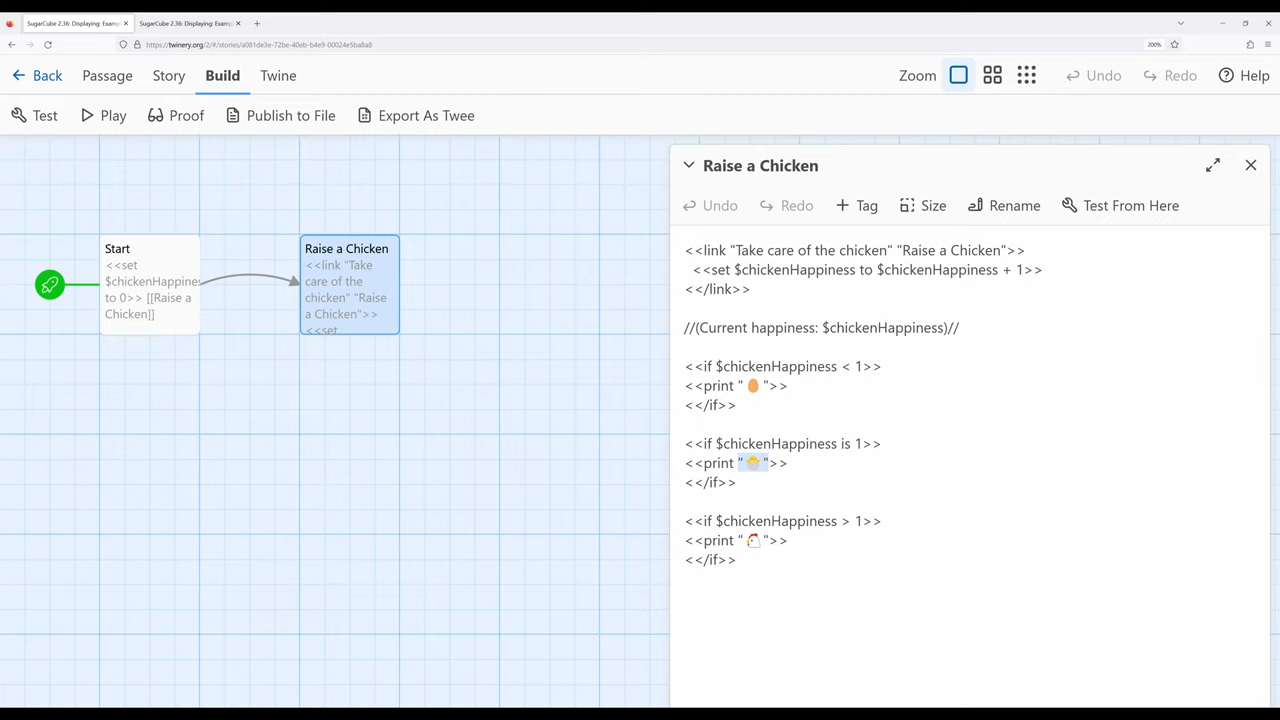 SugarCube 2.36: Displaying: Examp
SugarCube 2.36: Displaying: Examp
https://twinery.org/2/#/stories/a081de3e-72be-40eb-b4e9-00024e5ba8a8
200%
Back Passage Story Build Twine
Zoom Undo Redo Help
Test Play Proof Publish to File Export As Twee
Start
<<set
$chickenHappines
to 0>> [[Raise a
Chicken]]
Raise a Chicken
<<link "Take
care of the
chicken" "Raise
a Chicken">>
<<set
Raise a Chicken
Undo Redo Tag Size Rename Test From Here
<<link "Take care of the chicken" "Raise a Chicken">>
<<set $chickenHappiness to $chickenHappiness + 1>>
<</link>>
//(Current happiness: $chickenHappiness)//
<<if $chickenHappiness < 1>>
<<print "🥚">>
<</if>>
<<if $chickenHappiness is 1>>
<<print "🐣">>
<</if>>
<<if $chickenHappiness > 1>>
<<print "🐔">>
<</if>>